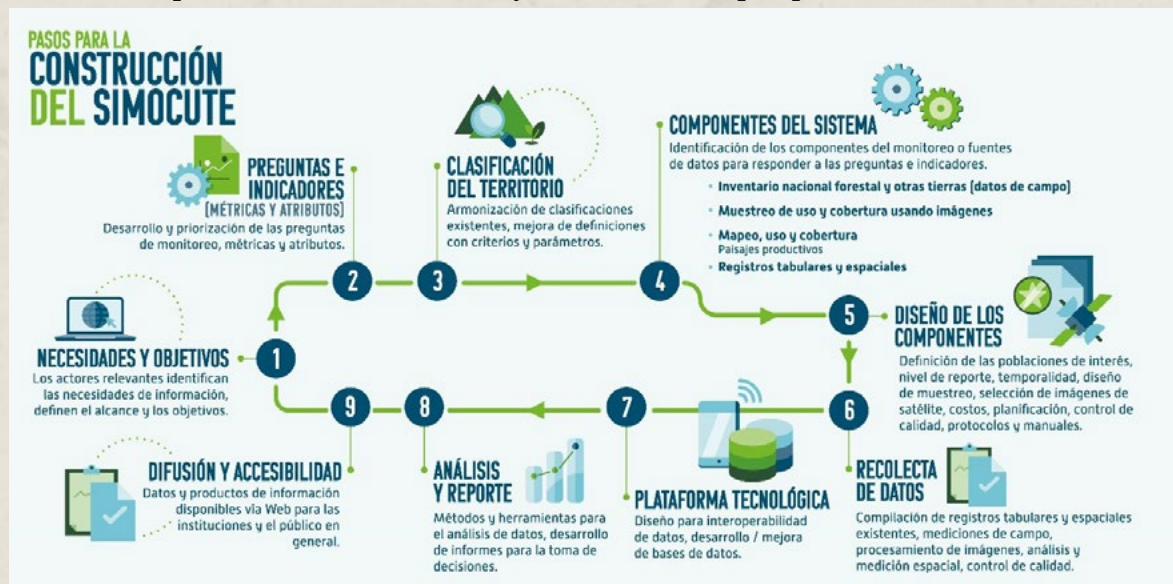 PASOS PARA LA
CONSTRUCCIÓN
DEL SIMOCUTE
1
NECESIDADES Y OBJETIVOS
Los actores relevantes identifican
las necesidades de información,
definen el alcance y los objetivos.
2
PREGUNTAS E
INDICADORES
[MÉTRICAS Y ATRIBUTOS]
Desarrollo y priorización de las preguntas
de monitoreo, métricas y atributos.
3
CLASIFICACIÓN
DEL TERRITORIO
Armonización de clasificaciones
existentes, mejora de definiciones
con criterios y parámetros.
4
COMPONENTES DEL SISTEMA
Identificación de los componentes del monitoreo o fuentes
de datos para responder a las preguntas e indicadores.
• Inventario nacional forestal y otras tierras [datos de campo]
• Muestreo de uso y cobertura usando imágenes
• Mapeo, uso y cobertura
Paisajes productivos
• Registros tabulares y espaciales
5
DISEÑO DE LOS
COMPONENTES
Definición de las poblaciones de interés,
nivel de reporte, temporalidad, diseño
de muestreo, selección de imágenes de
satélite, costos, planificación, control de
calidad, protocolos y manuales.
6
RECOLECTA
DE DATOS
Compilación de registros tabulares y espaciales
existentes, mediciones de campo,
procesamiento de imágenes, análisis y
medición espacial, control de calidad.
7
PLATAFORMA TECNOLÓGICA
Diseño para interoperabilidad
de datos, desarrollo / mejora
de bases de datos.
8
ANÁLISIS
Y REPORTE
Métodos y herramientas para
el análisis de datos, desarrollo
de informes para la toma de
decisiones.
9
DIFUSIÓN Y ACCESIBILIDAD
Datos y productos de información
disponibles vía Web para las
instituciones y el público en
general.